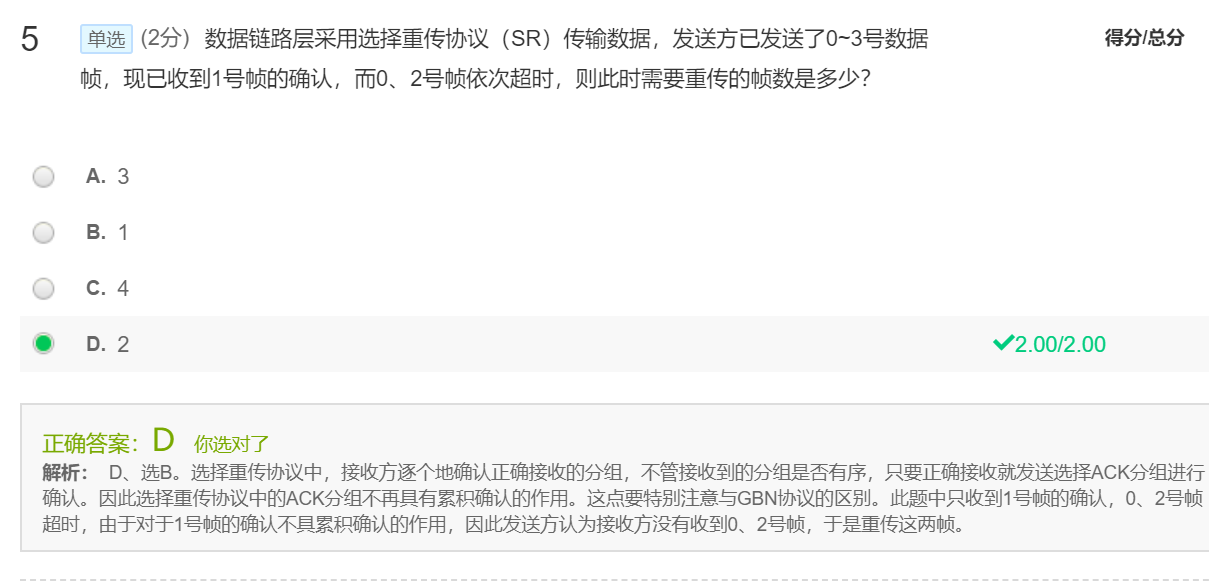 5 单选 (2分) 数据链路层采用选择重传协议（SR）传输数据，发送方已发送了0~3号数据 得分/总分
帧，现已收到1号帧的确认，而0、2号帧依次超时，则此时需要重传的帧数是多少？
A. 3
B. 1
C. 4
D. 2 2.00/2.00
正确答案：D 你选对了
解析： D、选B。选择重传协议中，接收方逐个地确认正确接收的分组，不管接收到的分组是否有序，只要正确接收就发送选择ACK分组进行
确认。因此选择重传协议中的ACK分组不再具有累积确认的作用。这点要特别注意与GBN协议的区别。此题中只收到1号帧的确认，0、2号帧
超时，由于对于1号帧的确认不具累积确认的作用，因此发送方认为接收方没有收到0、2号帧，于是重传这两帧。